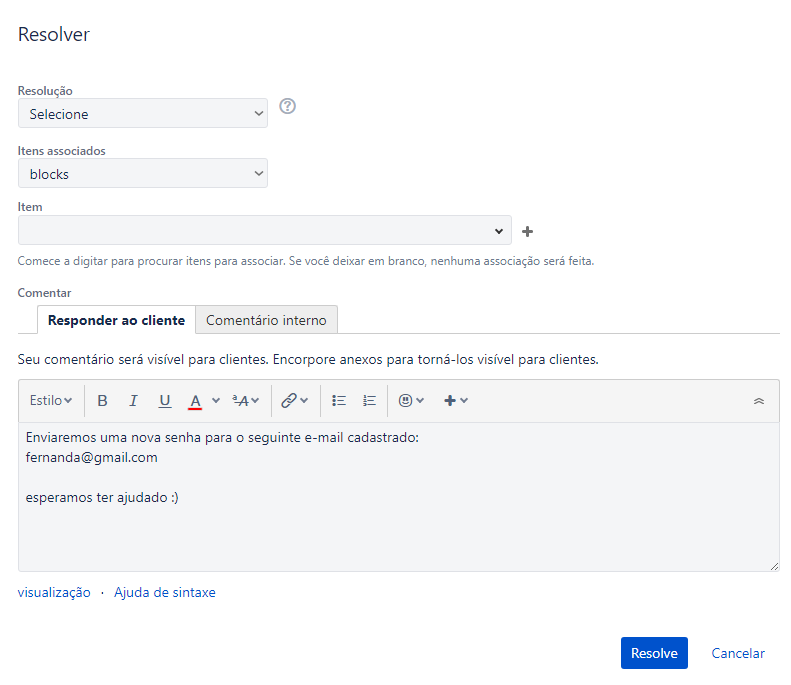 Resolver
Resolução
Selecione
?
Itens associados
blocks
Item
Comece a digitar para procurar itens para associar. Se você deixar em branco, nenhuma associação será feita.
Comentar
Responder ao cliente Comentário interno
Seu comentário será visível para clientes. Encorpore anexos para torná-los visível para clientes.
Estilo B I U A ªA
Enviaremos uma nova senha para o seguinte e-mail cadastrado:
fernanda@gmail.com
esperamos ter ajudado :)
visualização · Ajuda de sintaxe
Resolve Cancelar